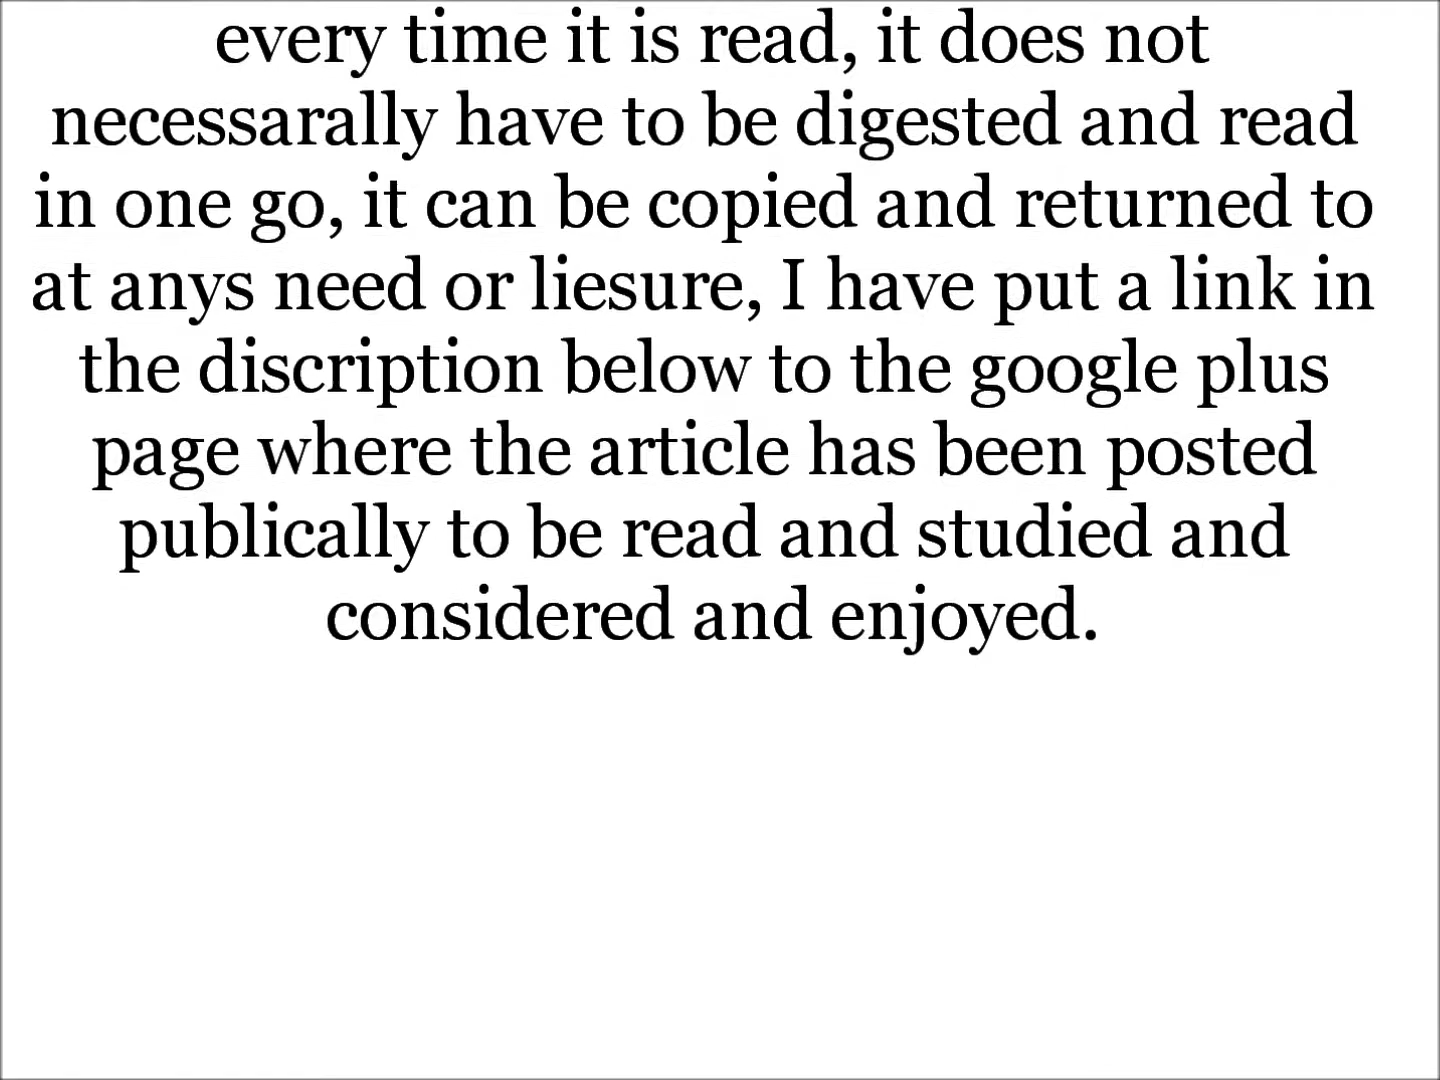 every time it is read, it does not
necessarally have to be digested and read
in one go, it can be copied and returned to
at anys need or liesure, I have put a link in
the discription below to the google plus
page where the article has been posted
publically to be read and studied and
considered and enjoyed.